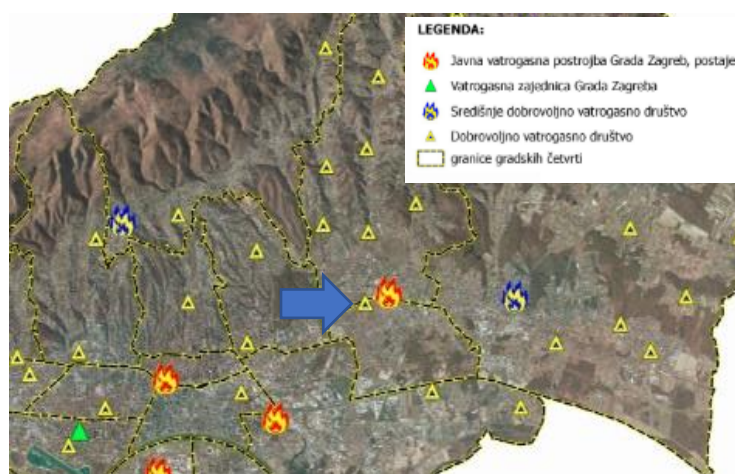 LEGENDA:
Javna vatrogasna postrojba Grada Zagreb, postaje
Vatrogasna zajednica Grada Zagreba
Središnje dobrovoljno vatrogasno društvo
Dobrovoljno vatrogasno društvo
granice gradskih četvrti